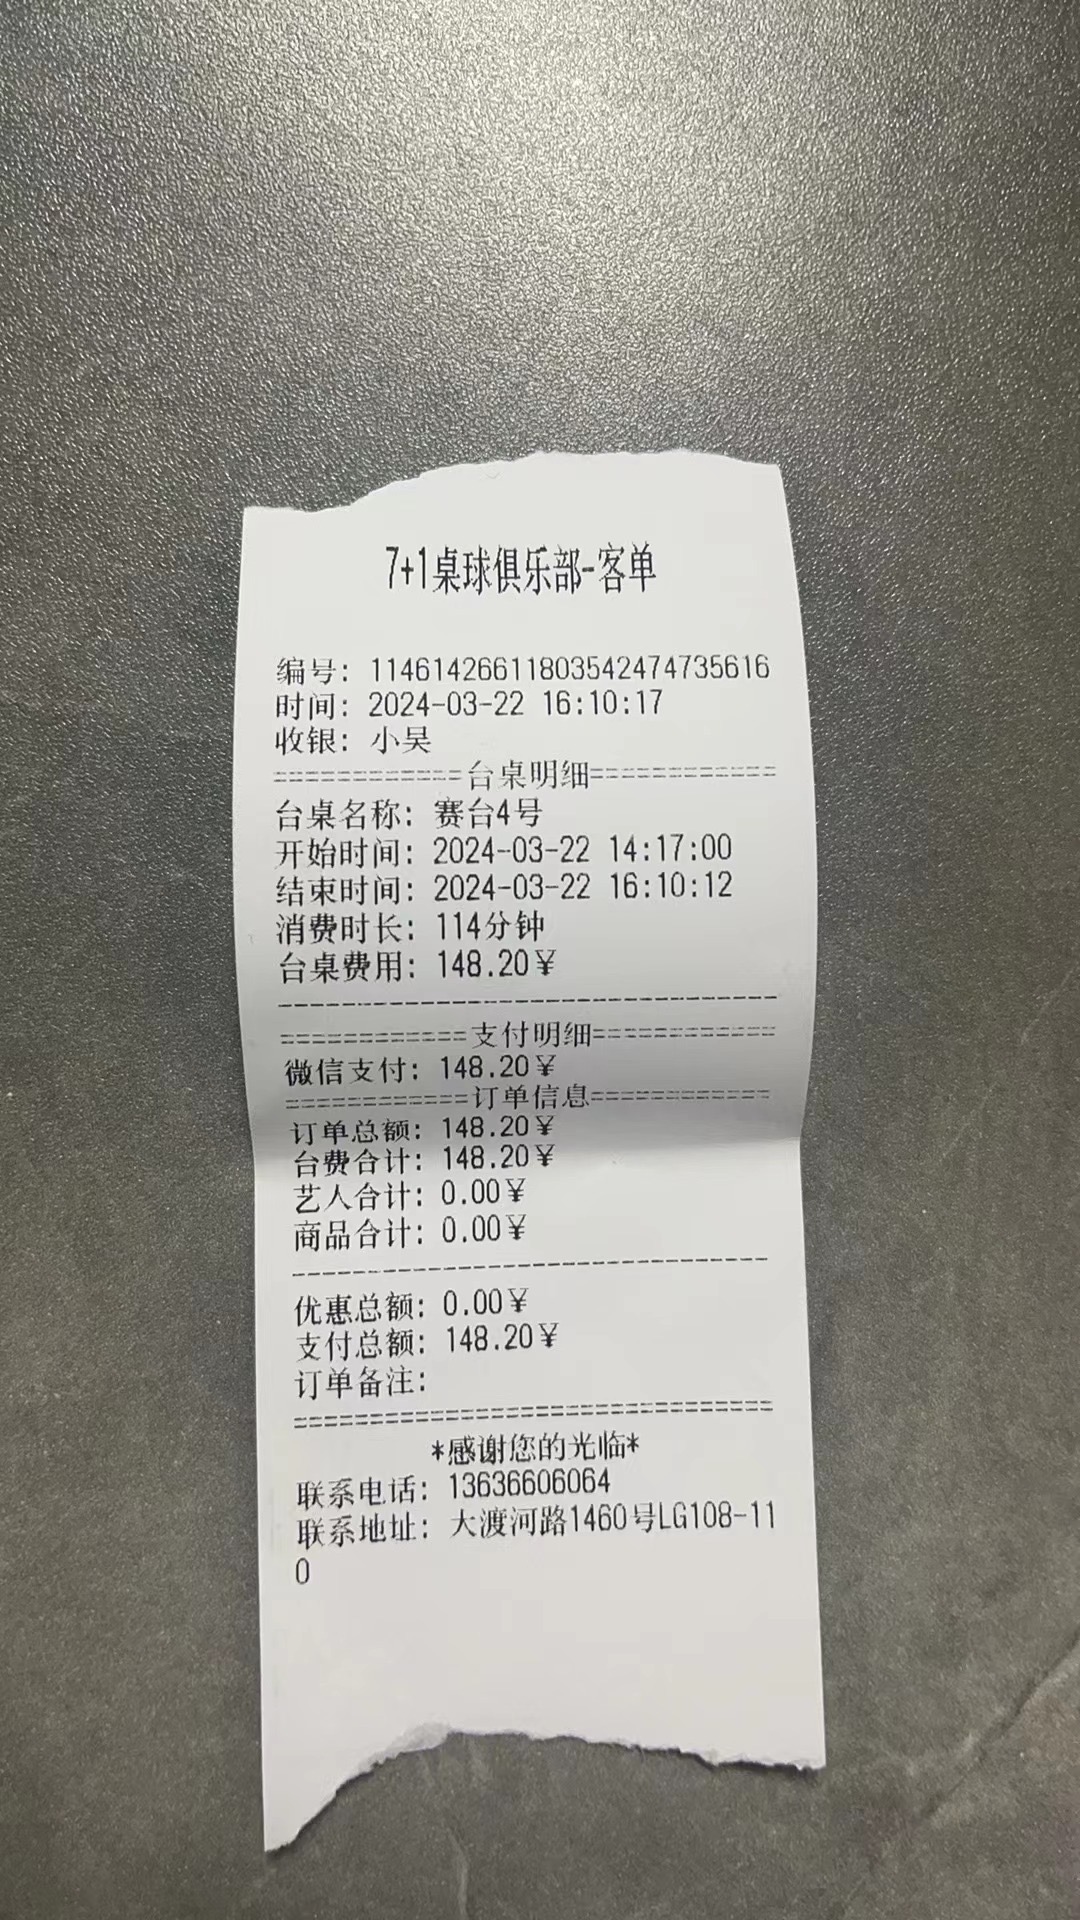 7+1桌球俱乐部-客单
编号: 1146142661180354247​4735616
时间: 2024-03-22 16:10:17
收银: 小吴
============台桌明细============
台桌名称: 赛台4号
开始时间: 2024-03-22 14:17:00
结束时间: 2024-03-22 16:10:12
消费时长: 114分钟
台桌费用: 148.20¥
--------------------------------
============支付明细============
微信支付: 148.20¥
============订单信息============
订单总额: 148.20¥
台费合计: 148.20¥
艺人合计: 0.00¥
商品合计: 0.00¥
--------------------------------
优惠总额: 0.00¥
支付总额: 148.20¥
订单备注:
================================
*感谢您的光临*
联系电话: 13636606064
联系地址: 大渡河路1460号LG108-11
0